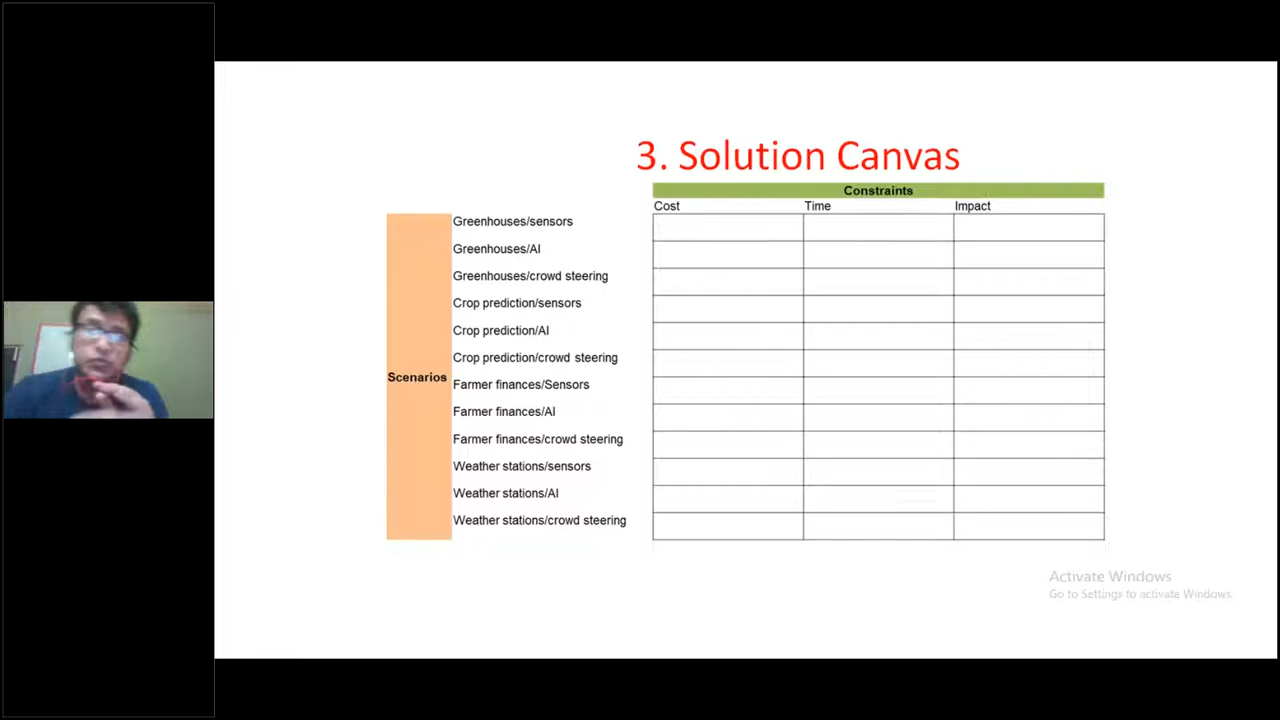 3. Solution Canvas
Constraints
Cost Time Impact
Scenarios
Greenhouses/sensors
Greenhouses/AI
Greenhouses/crowd steering
Crop prediction/sensors
Crop prediction/AI
Crop prediction/crowd steering
Farmer finances/Sensors
Farmer finances/AI
Farmer finances/crowd steering
Weather stations/sensors
Weather stations/AI
Weather stations/crowd steering
Activate Windows
Go to Settings to activate Windows.